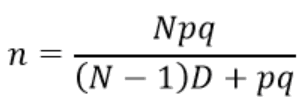 n = Npq / ((N − 1)D + pq)